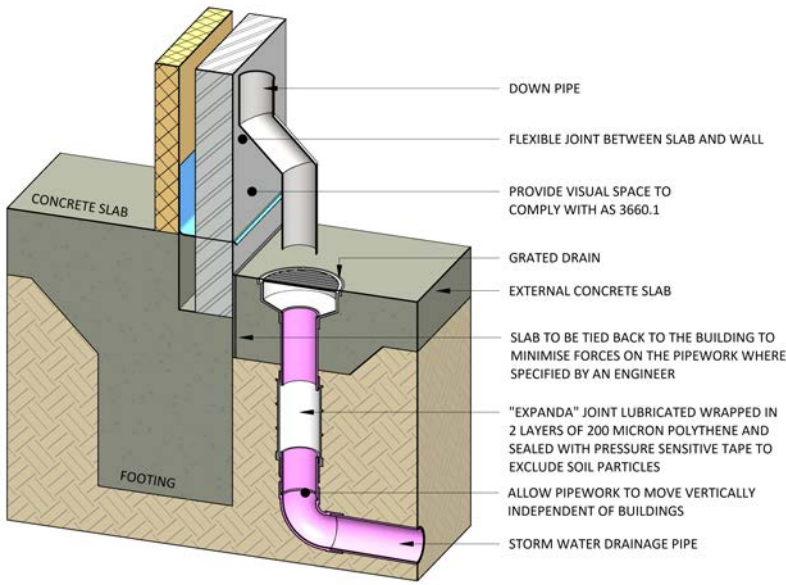 DOWN PIPE
FLEXIBLE JOINT BETWEEN SLAB AND WALL
PROVIDE VISUAL SPACE TO
COMPLY WITH AS 3660.1
CONCRETE SLAB
GRATED DRAIN
EXTERNAL CONCRETE SLAB
SLAB TO BE TIED BACK TO THE BUILDING TO
MINIMISE FORCES ON THE PIPEWORK WHERE
SPECIFIED BY AN ENGINEER
"EXPANDA" JOINT LUBRICATED WRAPPED IN
2 LAYERS OF 200 MICRON POLYTHENE AND
SEALED WITH PRESSURE SENSITIVE TAPE TO
EXCLUDE SOIL PARTICLES
FOOTING
ALLOW PIPEWORK TO MOVE VERTICALLY
INDEPENDENT OF BUILDINGS
STORM WATER DRAINAGE PIPE